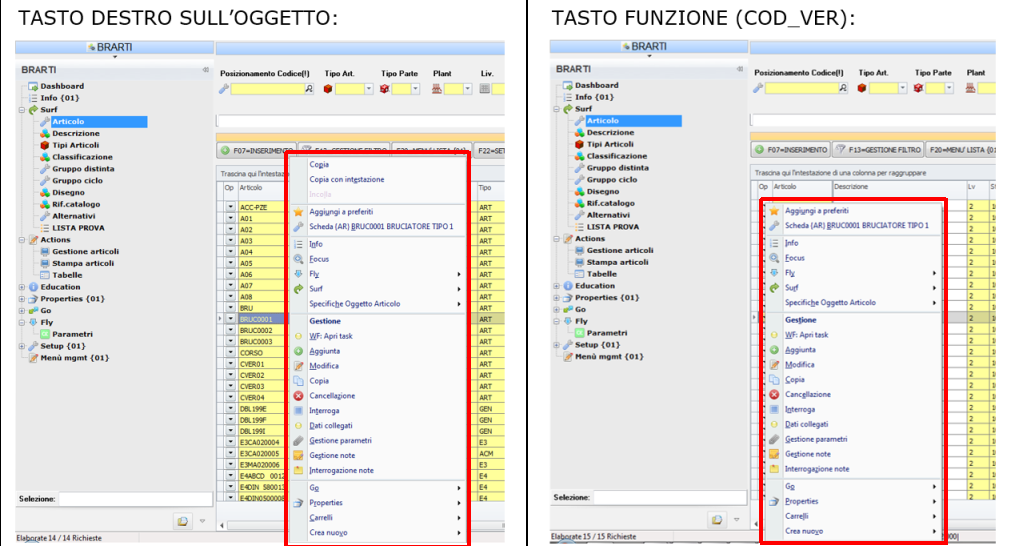 TASTO DESTRO SULL'OGGETTO:
BRARTI
BRARTI
Dashboard
Info {01}
Surf
Articolo
Descrizione
Tipi Articoli
Classificazione
Gruppo distinta
Gruppo ciclo
Disegno
Rif.catalogo
Alternativi
LISTA PROVA
Actions
Gestione articoli
Stampa articoli
Tabelle
Education
Properties {01}
Go
Fly
Parametri
Setup {01}
Menù mgmt {01}
Selezione:
Elaborate 14 / 14 Richieste
Posizionamento Codice(!) Tipo Art. Tipo Parte Plant Liv.
F07=INSERIMENTO F13=GESTIONE FILTRO F20=MENU' LISTA {01} F22=SET
Trascina qui l'intesta
Op Articolo Tipo
ACC-PZE ART
A01 ART
A02 ART
A03 ART
A04 ART
A05 ART
A06 ART
A07 ART
A08 ART
BRU ART
BRUC0001 ART
BRUC0002 ART
BRUC0003 ART
CORSO ART
CVER01 ART
CVER02 ART
CVER03 ART
CVER04 ART
DBL199E GEN
DBL199F GEN
DBL199I GEN
E3CA020004 E3
E3CA020005 ACM
E3MA020006 E3
E4ABCD 0012 E4
E4DIN 580013 E4
E4DIN0500008 E4
Copia
Copia con intestazione
Incolla
Aggiungi a preferiti
Scheda (AR) BRUC0001 BRUCIATORE TIPO 1
Info
Focus
Fly
Surf
Specifiche Oggetto Articolo
Gestione
WF: Apri task
Aggiunta
Modifica
Copia
Cancellazione
Interroga
Dati collegati
Gestione parametri
Gestione note
Interrogazione note
Go
Properties
Carrelli
Crea nuovo
TASTO FUNZIONE (COD_VER):
BRARTI
BRARTI
Dashboard
Info {01}
Surf
Articolo
Descrizione
Tipi Articoli
Classificazione
Gruppo distinta
Gruppo ciclo
Disegno
Rif.catalogo
Alternativi
LISTA PROVA
Actions
Gestione articoli
Stampa articoli
Tabelle
Education
Properties {01}
Go
Fly
Parametri
Setup {01}
Menù mgmt {01}
Selezione:
Elaborate 15 / 15 Richieste
Posizionamento Codice(!) Tipo Art. Tipo Parte Plant
F07=INSERIMENTO F13=GESTIONE FILTRO F20=MENU' LISTA {01
Trascina qui l'intestazione di una colonna per raggruppare
Op Articolo Descrizione Lv
Aggiungi a preferiti
Scheda (AR) BRUC0001 BRUCIATORE TIPO 1
Info
Focus
Fly
Surf
Specifiche Oggetto Articolo
Gestione
WF: Apri task
Aggiunta
Modifica
Copia
Cancellazione
Interroga
Dati collegati
Gestione parametri
Gestione note
Interrogazione note
Go
Properties
Carrelli
Crea nuovo